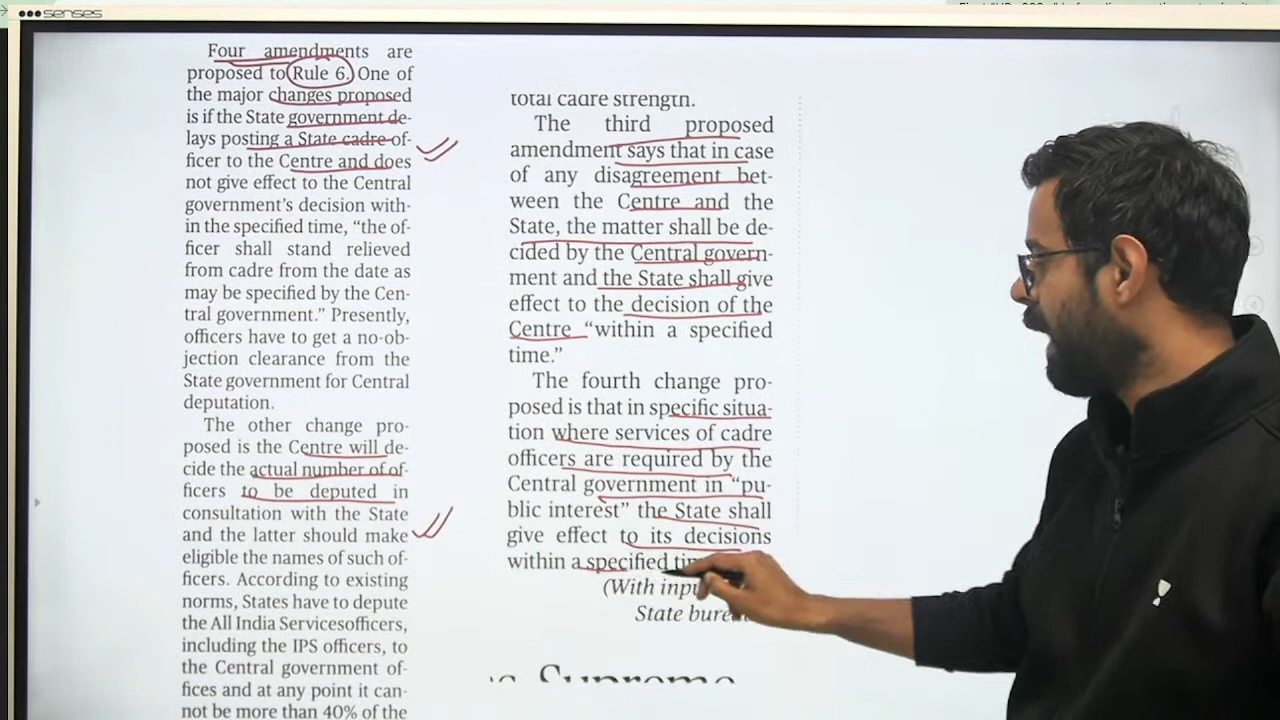 senses
Four amendments are
proposed to Rule 6. One of
the major changes proposed
is if the State government de-
lays posting a State cadre of-
ficer to the Centre and does
not give effect to the Central
government's decision with-
in the specified time, “the of-
ficer shall stand relieved
from cadre from the date as
may be specified by the Cen-
tral government.” Presently,
officers have to get a no-ob-
jection clearance from the
State government for Central
deputation.
The other change pro-
posed is the Centre will de-
cide the actual number of of-
ficers to be deputed in
consultation with the State
and the latter should make
eligible the names of such of-
ficers. According to existing
norms, States have to depute
the All India Servicesofficers,
including the IPS officers, to
the Central government of-
fices and at any point it can-
not be more than 40% of the
total cadre strength.
The third proposed
amendment says that in case
of any disagreement bet-
ween the Centre and the
State, the matter shall be de-
cided by the Central govern-
ment and the State shall give
effect to the decision of the
Centre “within a specified
time.”
The fourth change pro-
posed is that in specific situa-
tion where services of cadre
officers are required by the
Central government in “pu-
blic interest” the State shall
give effect to its decisions
within a specified
(With
State
Supreme